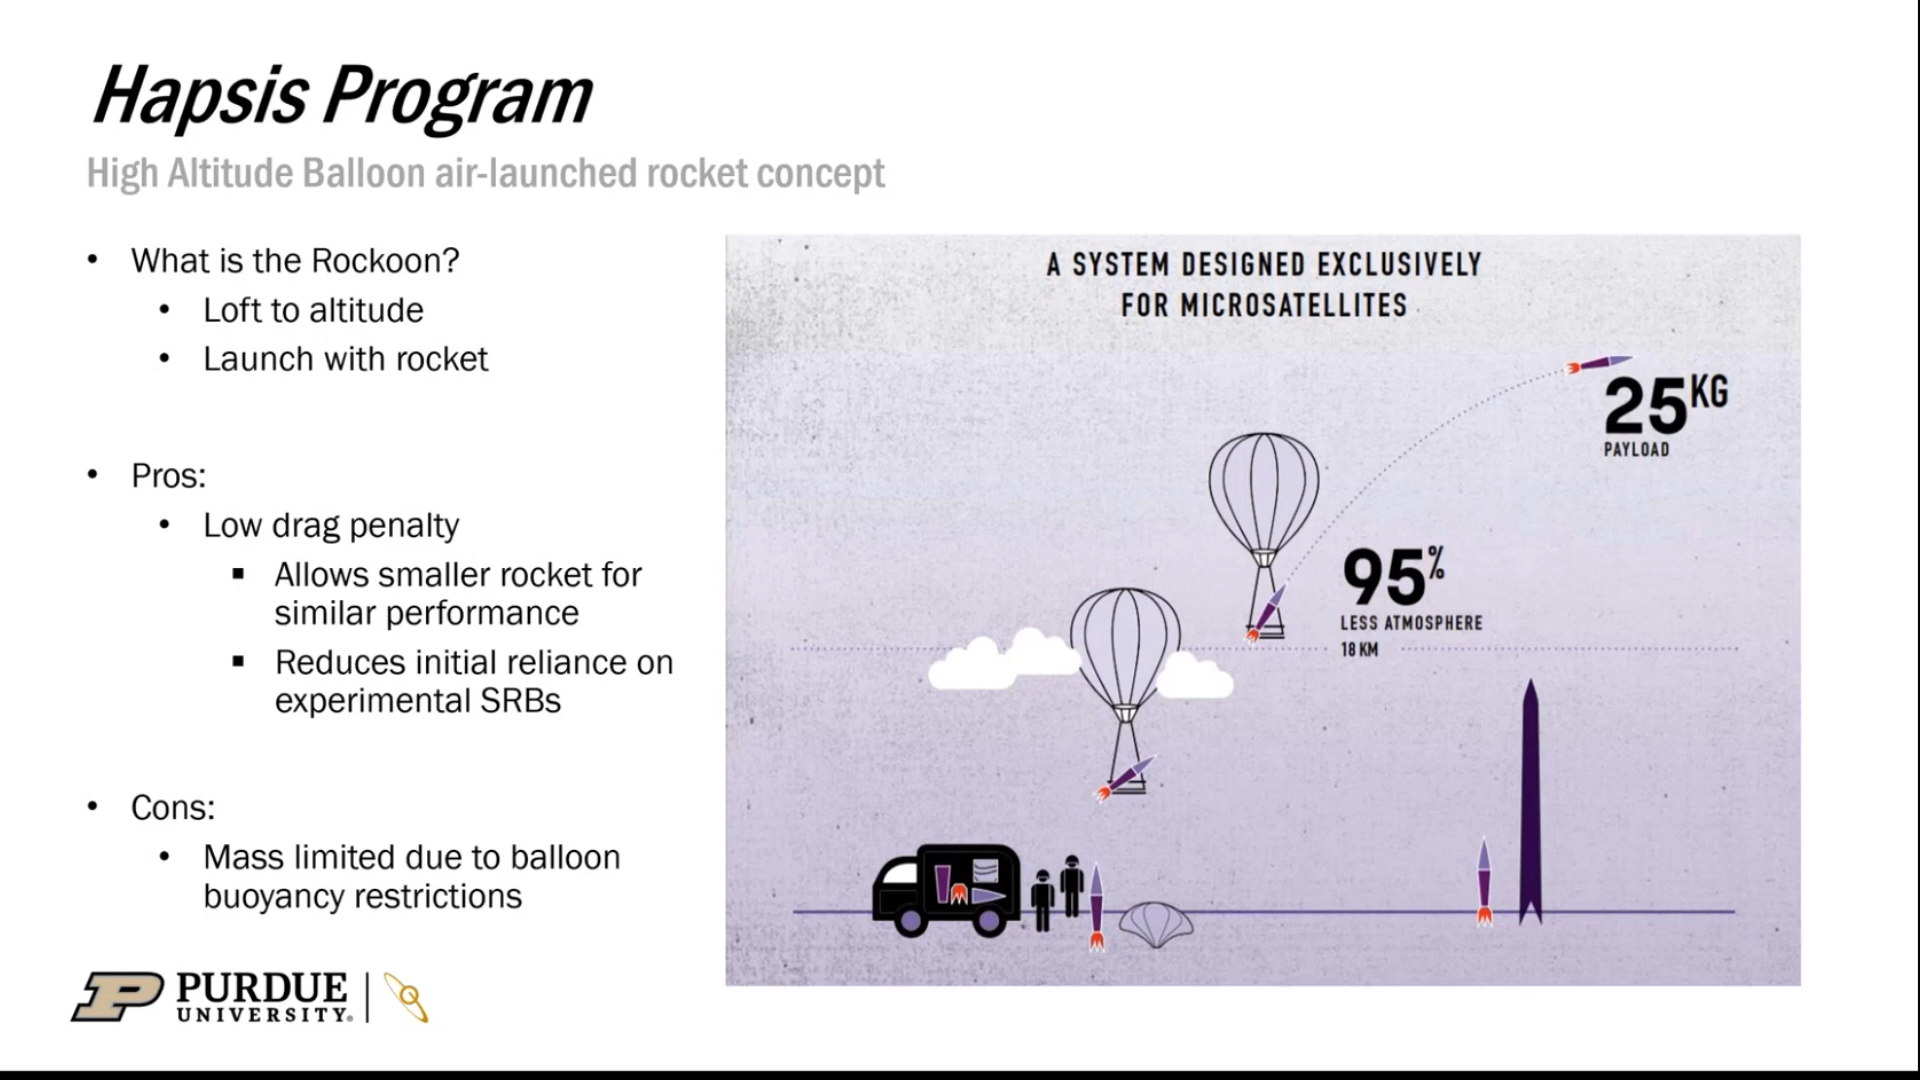 Hapsis Program
High Altitude Balloon air-launched rocket concept
• What is the Rockoon?
• Loft to altitude
• Launch with rocket
• Pros:
• Low drag penalty
▪ Allows smaller rocket for
similar performance
▪ Reduces initial reliance on
experimental SRBs
• Cons:
• Mass limited due to balloon
buoyancy restrictions
A SYSTEM DESIGNED EXCLUSIVELY
FOR MICROSATELLITES
25 KG
PAYLOAD
95%
LESS ATMOSPHERE
18 KM
P PURDUE
UNIVERSITY®